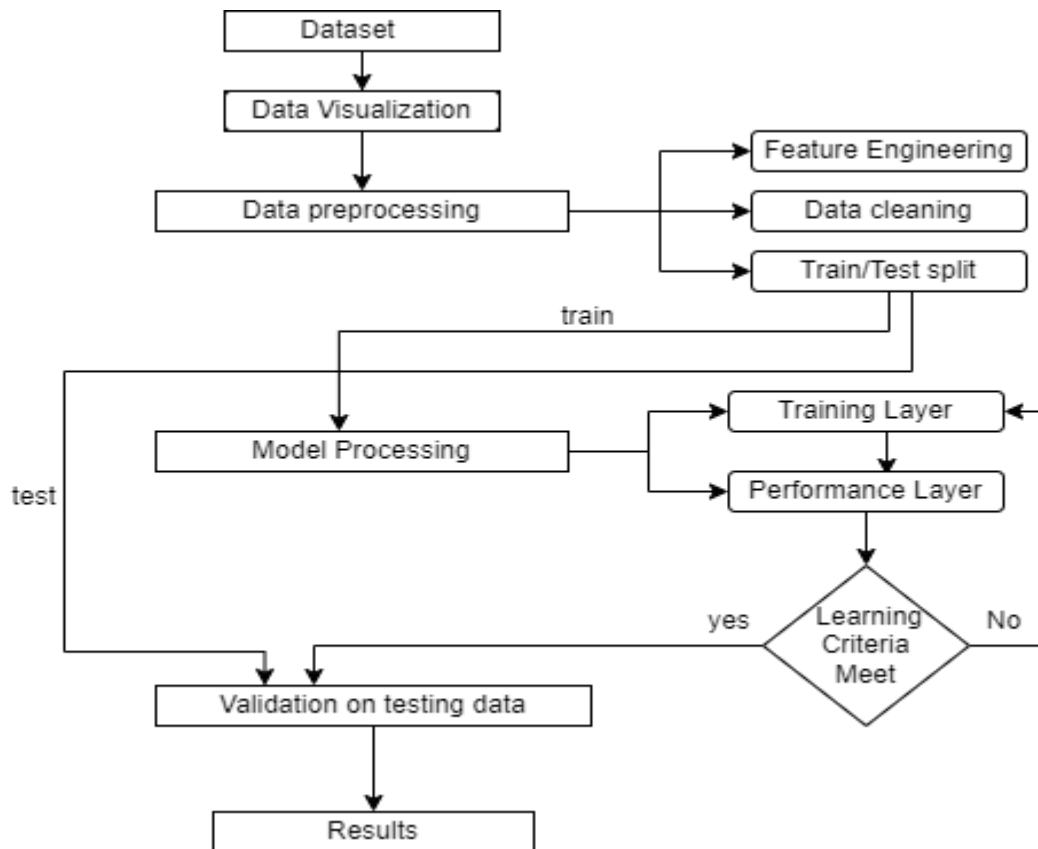 Dataset
Data Visualization
Feature Engineering
Data preprocessing
Data cleaning
Train/Test split
train
Training Layer
Model Processing
Performance Layer
test
yes
Learning
Criteria
Meet
No
Validation on testing data
Results